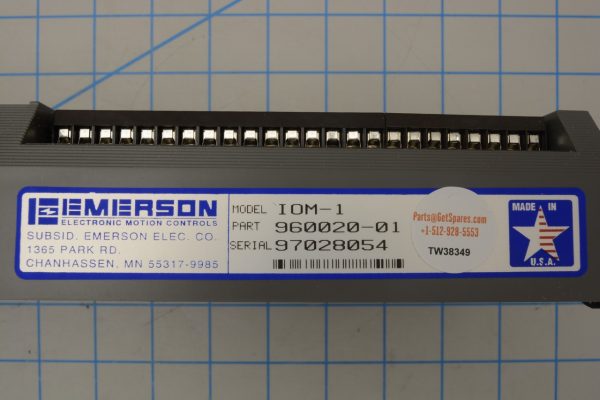 EMERSON
ELECTRONIC MOTION CONTROLS
SUBSID. EMERSON ELEC. CO.
1365 PARK RD.
CHANHASSEN, MN 55317-9985
MODEL IOM-1
PART 960020-01
SERIAL 97028054
Parts@GetSpares.com
+1-512-928-5553
TW38349
MADE IN
U.S.A.